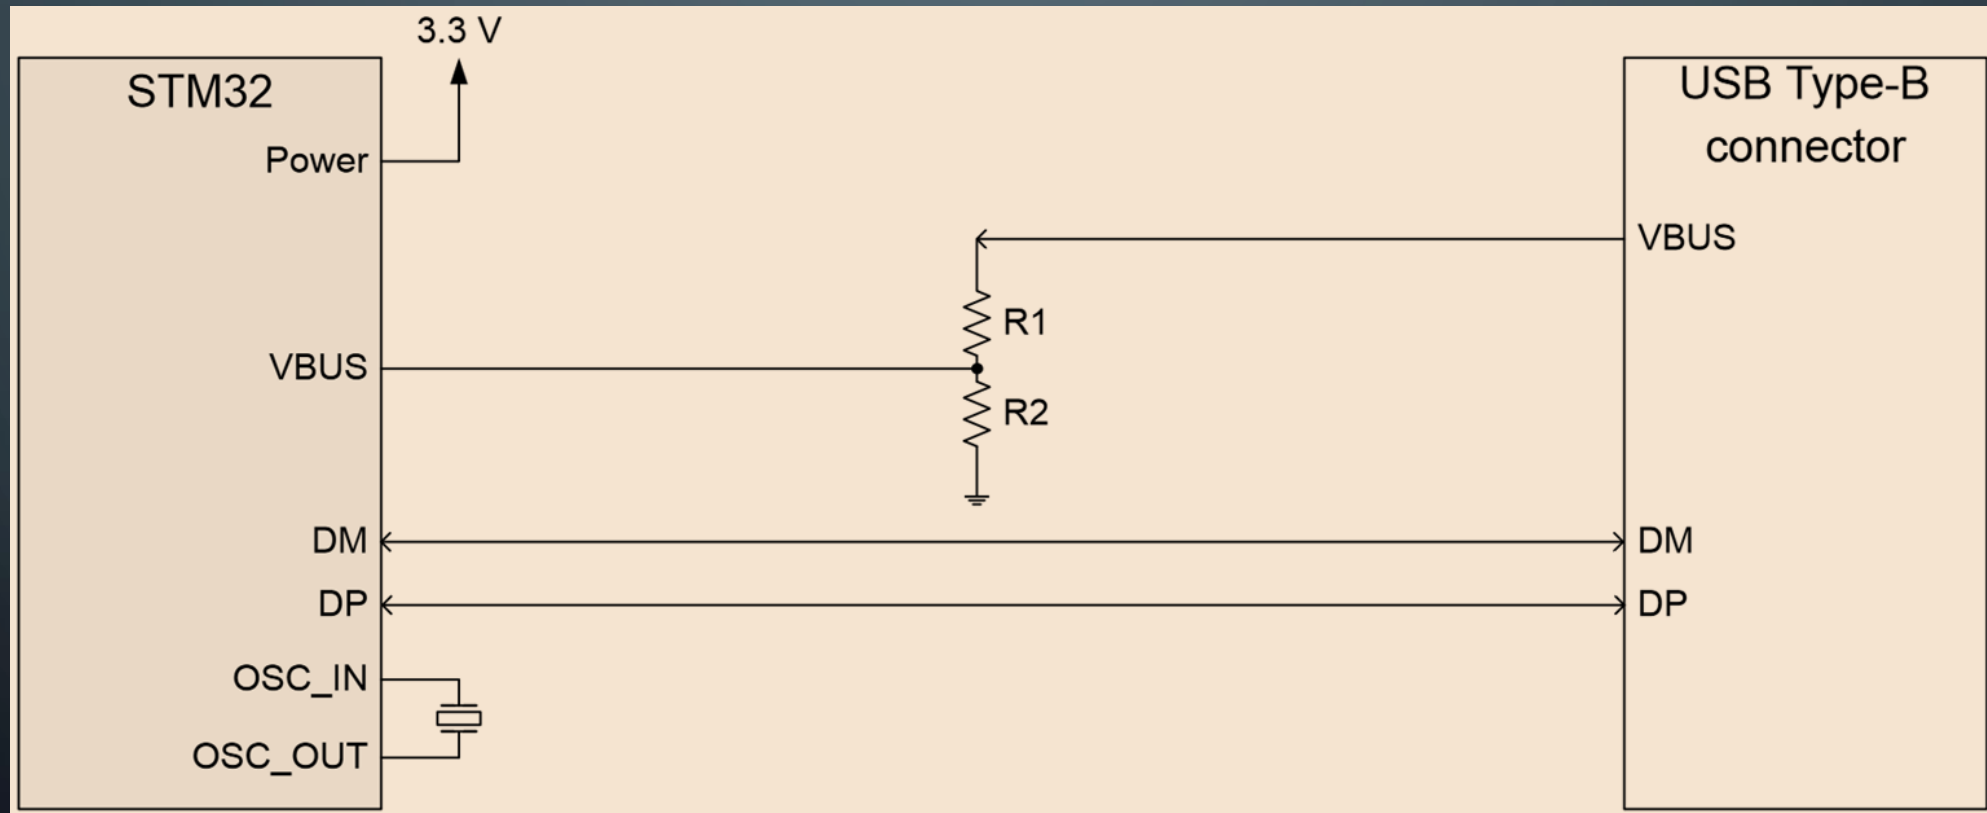 3.3 V
STM32
USB Type-B
connector
Power
VBUS
R1
VBUS
R2
DM
DM
DP
DP
OSC_IN
OSC_OUT